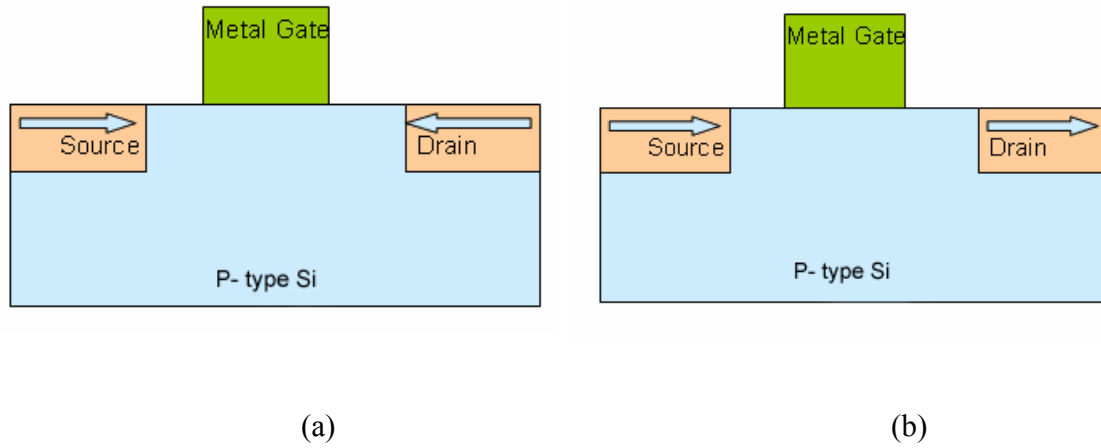 Metal Gate
Source
Drain
P- type Si
(a)
Metal Gate
Source
Drain
P- type Si
(b)